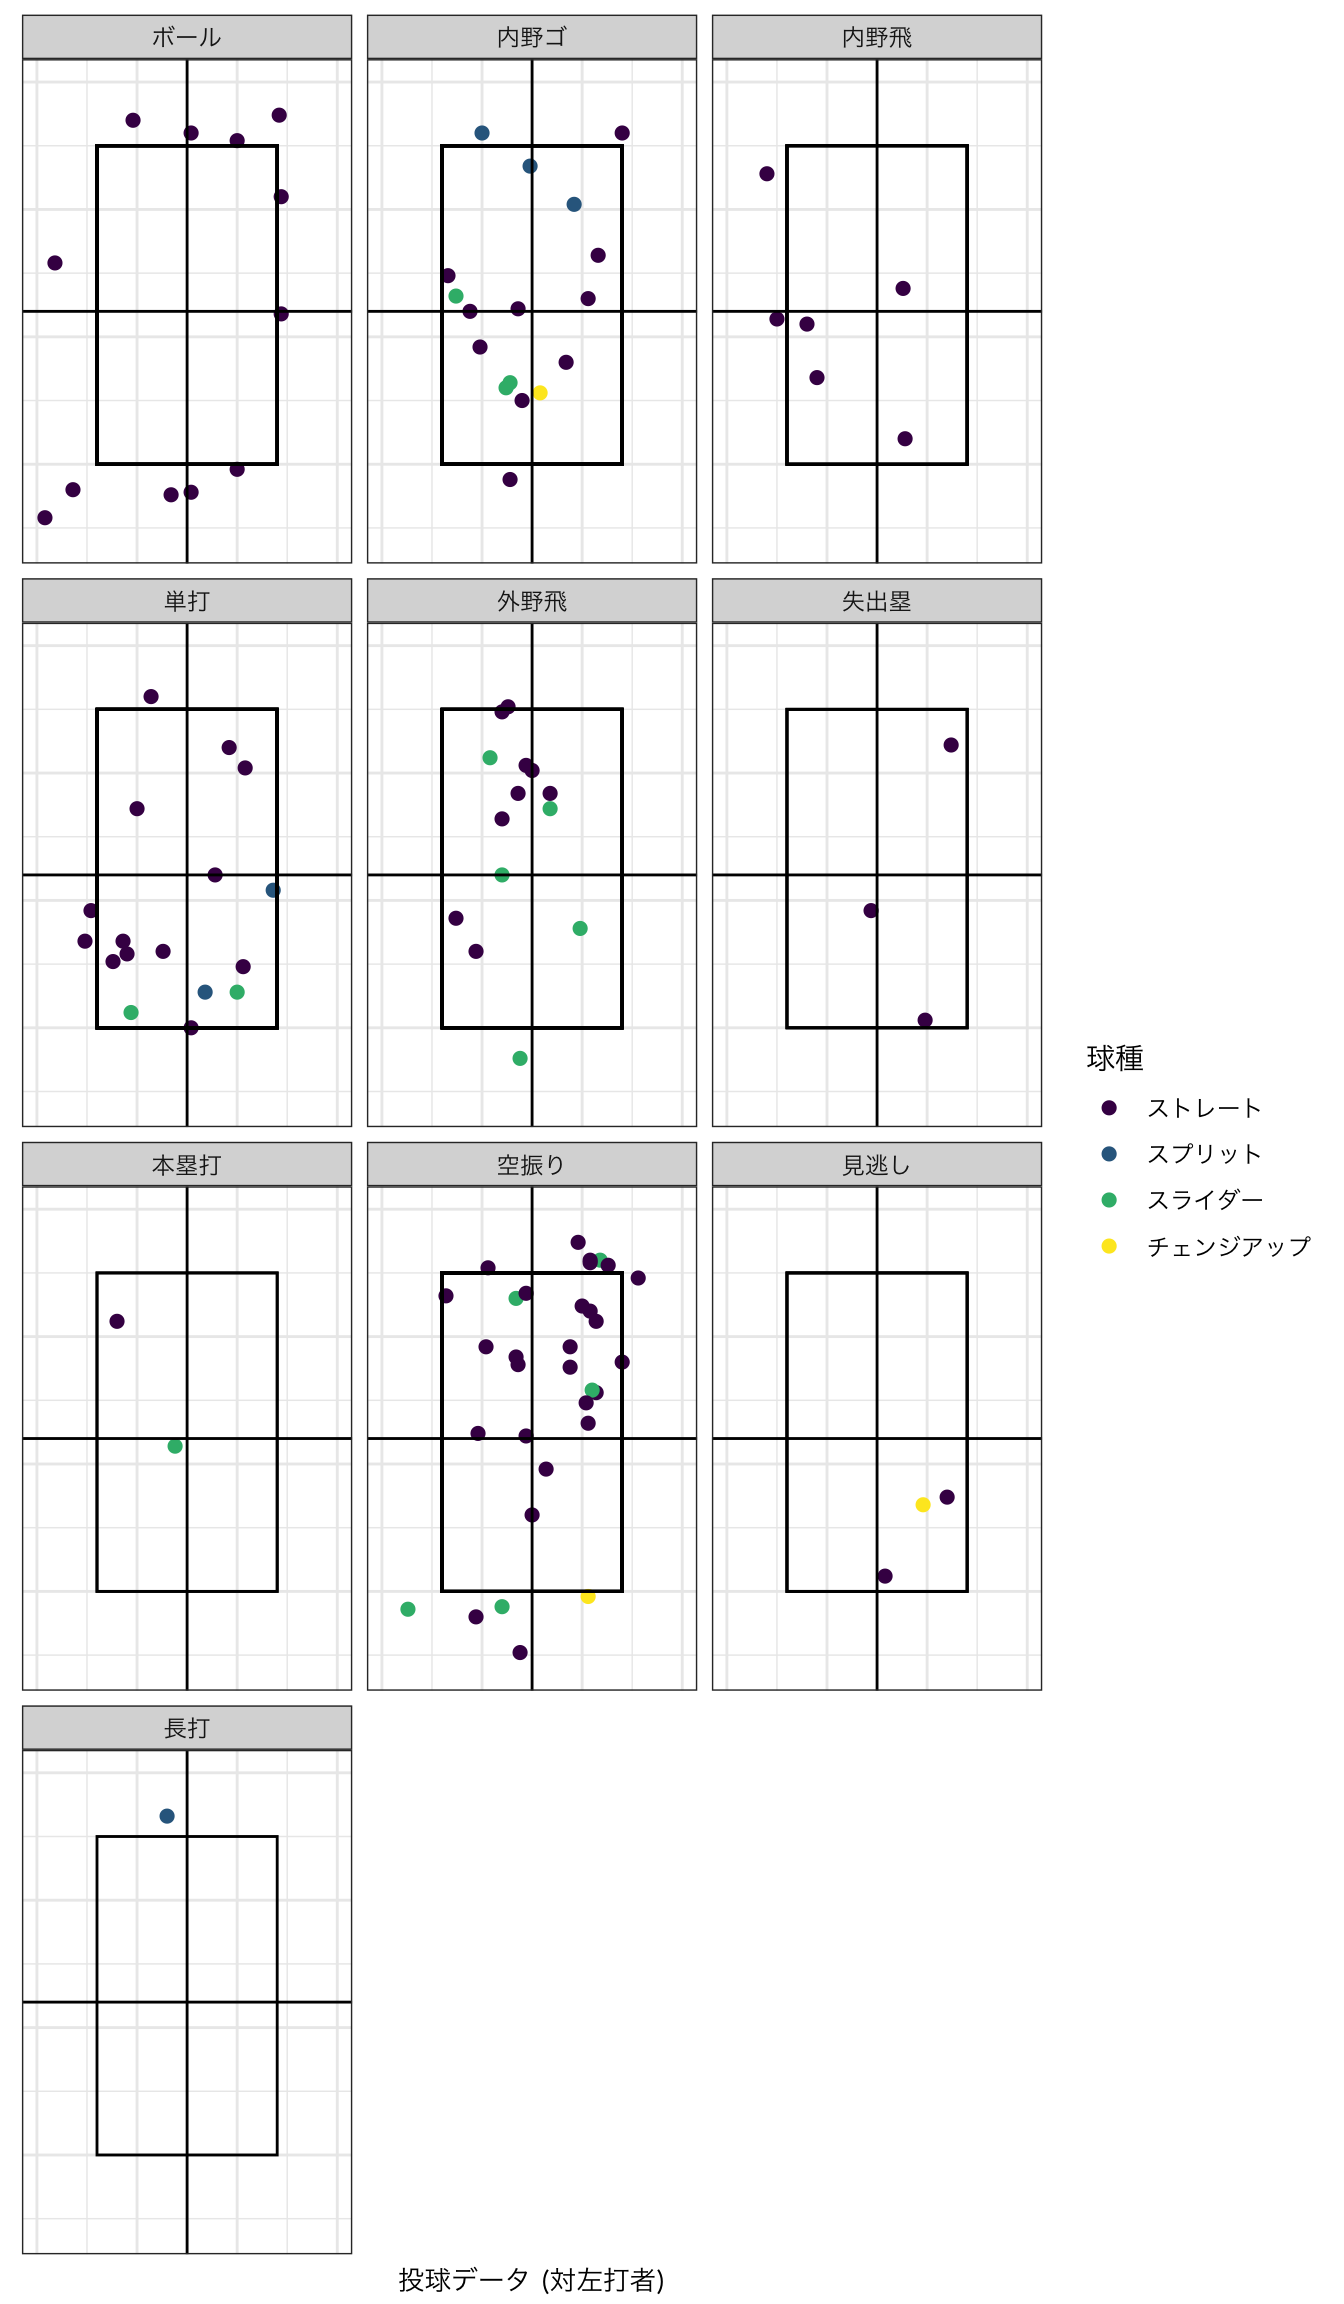 ボール
内野ゴ
内野飛
単打
外野飛
失出塁
本塁打
空振り
見逃し
長打
球種
ストレート
スプリット
スライダー
チェンジアップ
投球データ (対左打者)